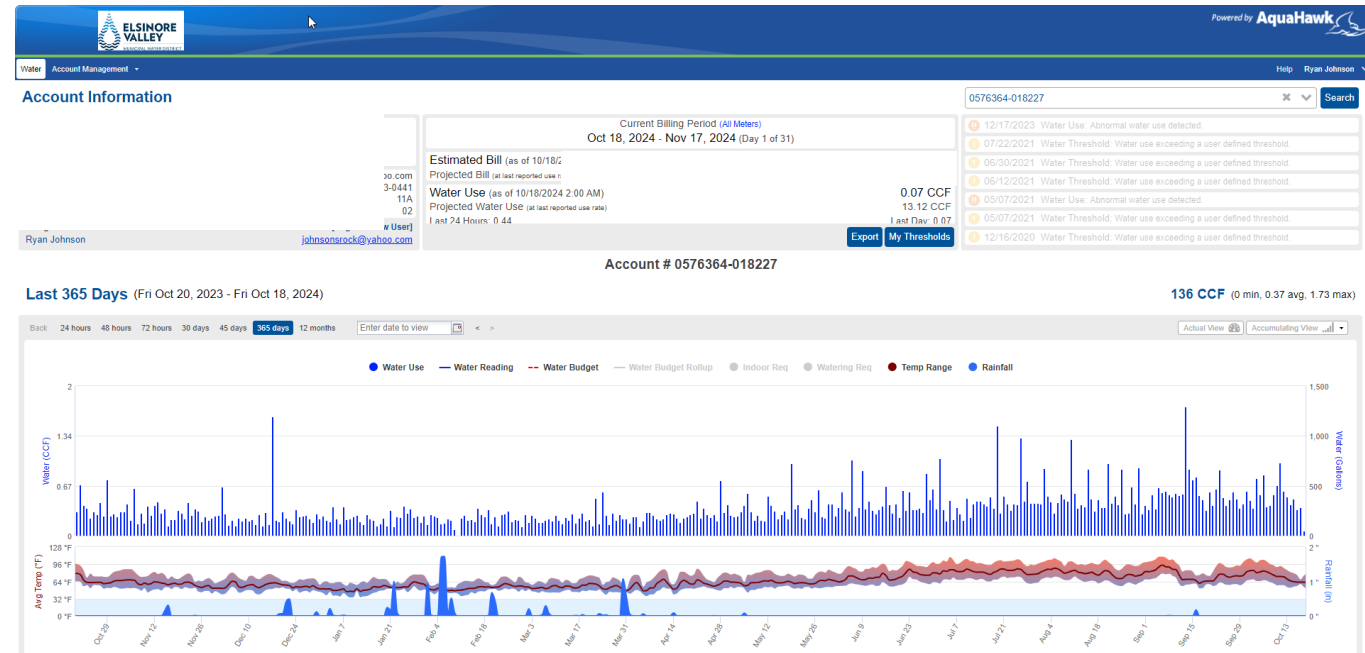 ELSINORE
VALLEY
MUNICIPAL WATER DISTRICT
Powered by AquaHawk
Water Account Management
Help Ryan Johnson
Account Information
0576364-018227
Search
Current Billing Period (All Meters)
Oct 18, 2024 - Nov 17, 2024 (Day 1 of 31)
Estimated Bill (as of 10/18/2
Projected Bill (at last reported use r
Water Use (as of 10/18/2024 2:00 AM) 0.07 CCF
Projected Water Use (at last reported use rate) 13.12 CCF
Last 24 Hours: 0.44 Last Day: 0.07
Export My Thresholds
oo.com
3-0441
11A
02
w User]
Ryan Johnson johnsonsrock@yahoo.com
12/17/2023 Water Use: Abnormal water use detected.
07/22/2021 Water Threshold: Water use exceeding a user defined threshold.
06/30/2021 Water Threshold: Water use exceeding a user defined threshold.
06/12/2021 Water Threshold: Water use exceeding a user defined threshold.
05/07/2021 Water Use: Abnormal water use detected.
05/07/2021 Water Threshold: Water use exceeding a user defined threshold.
12/16/2020 Water Threshold: Water use exceeding a user defined threshold.
Account # 0576364-018227
Last 365 Days (Fri Oct 20, 2023 - Fri Oct 18, 2024)
136 CCF (0 min, 0.37 avg, 1.73 max)
Back 24 hours 48 hours 72 hours 30 days 45 days 365 days 12 months Enter date to view < >
Actual View Accumulating View
Water Use Water Reading Water Budget Water Budget Rollup Indoor Req Watering Req Temp Range Rainfall
Water (CCF)
2
1.34
0.67
0
1,500
1,000
500
0
Water (Gallons)
Avg Temp (°F)
128 °F
96 °F
64 °F
32 °F
0 °F
2 "
1 "
0 "
Rainfall (in)
Oct 29 Nov 12 Nov 26 Dec 10 Dec 24 Jan 7 Jan 21 Feb 4 Feb 18 Mar 3 Mar 17 Mar 31 Apr 14 Apr 28 May 12 May 26 Jun 9 Jun 23 Jul 7 Jul 21 Aug 4 Aug 18 Sep 1 Sep 15 Sep 29 Oct 13